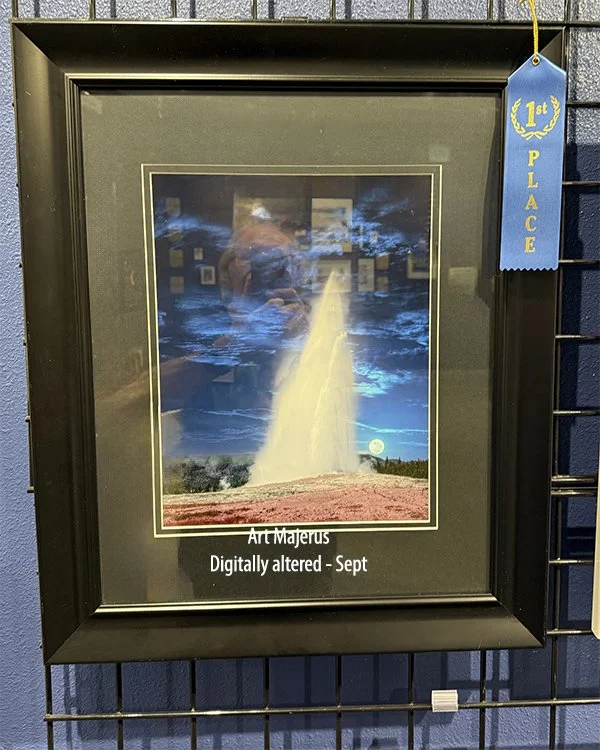 1st
PLACE
Art Majerus
Digitally altered - Sept